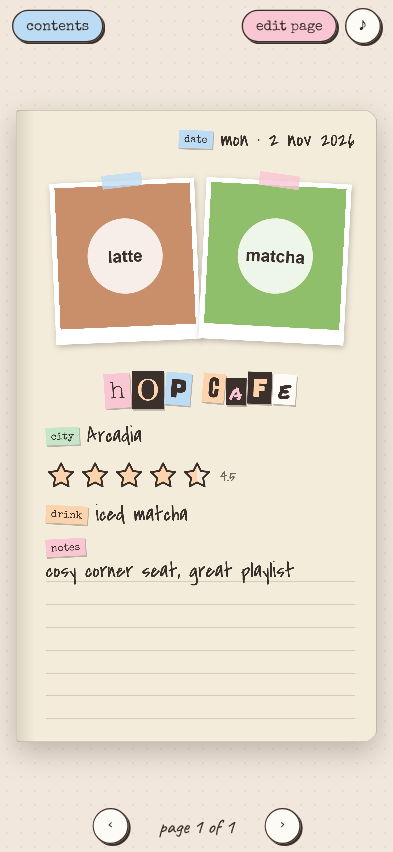 contents
edit page ♪
date mon · 2 nov 2026
latte
matcha
hOP CAFE
city Arcadia
4.5
drink iced matcha
notes
cosy corner seat, great playlist
‹ page 1 of 1 ›